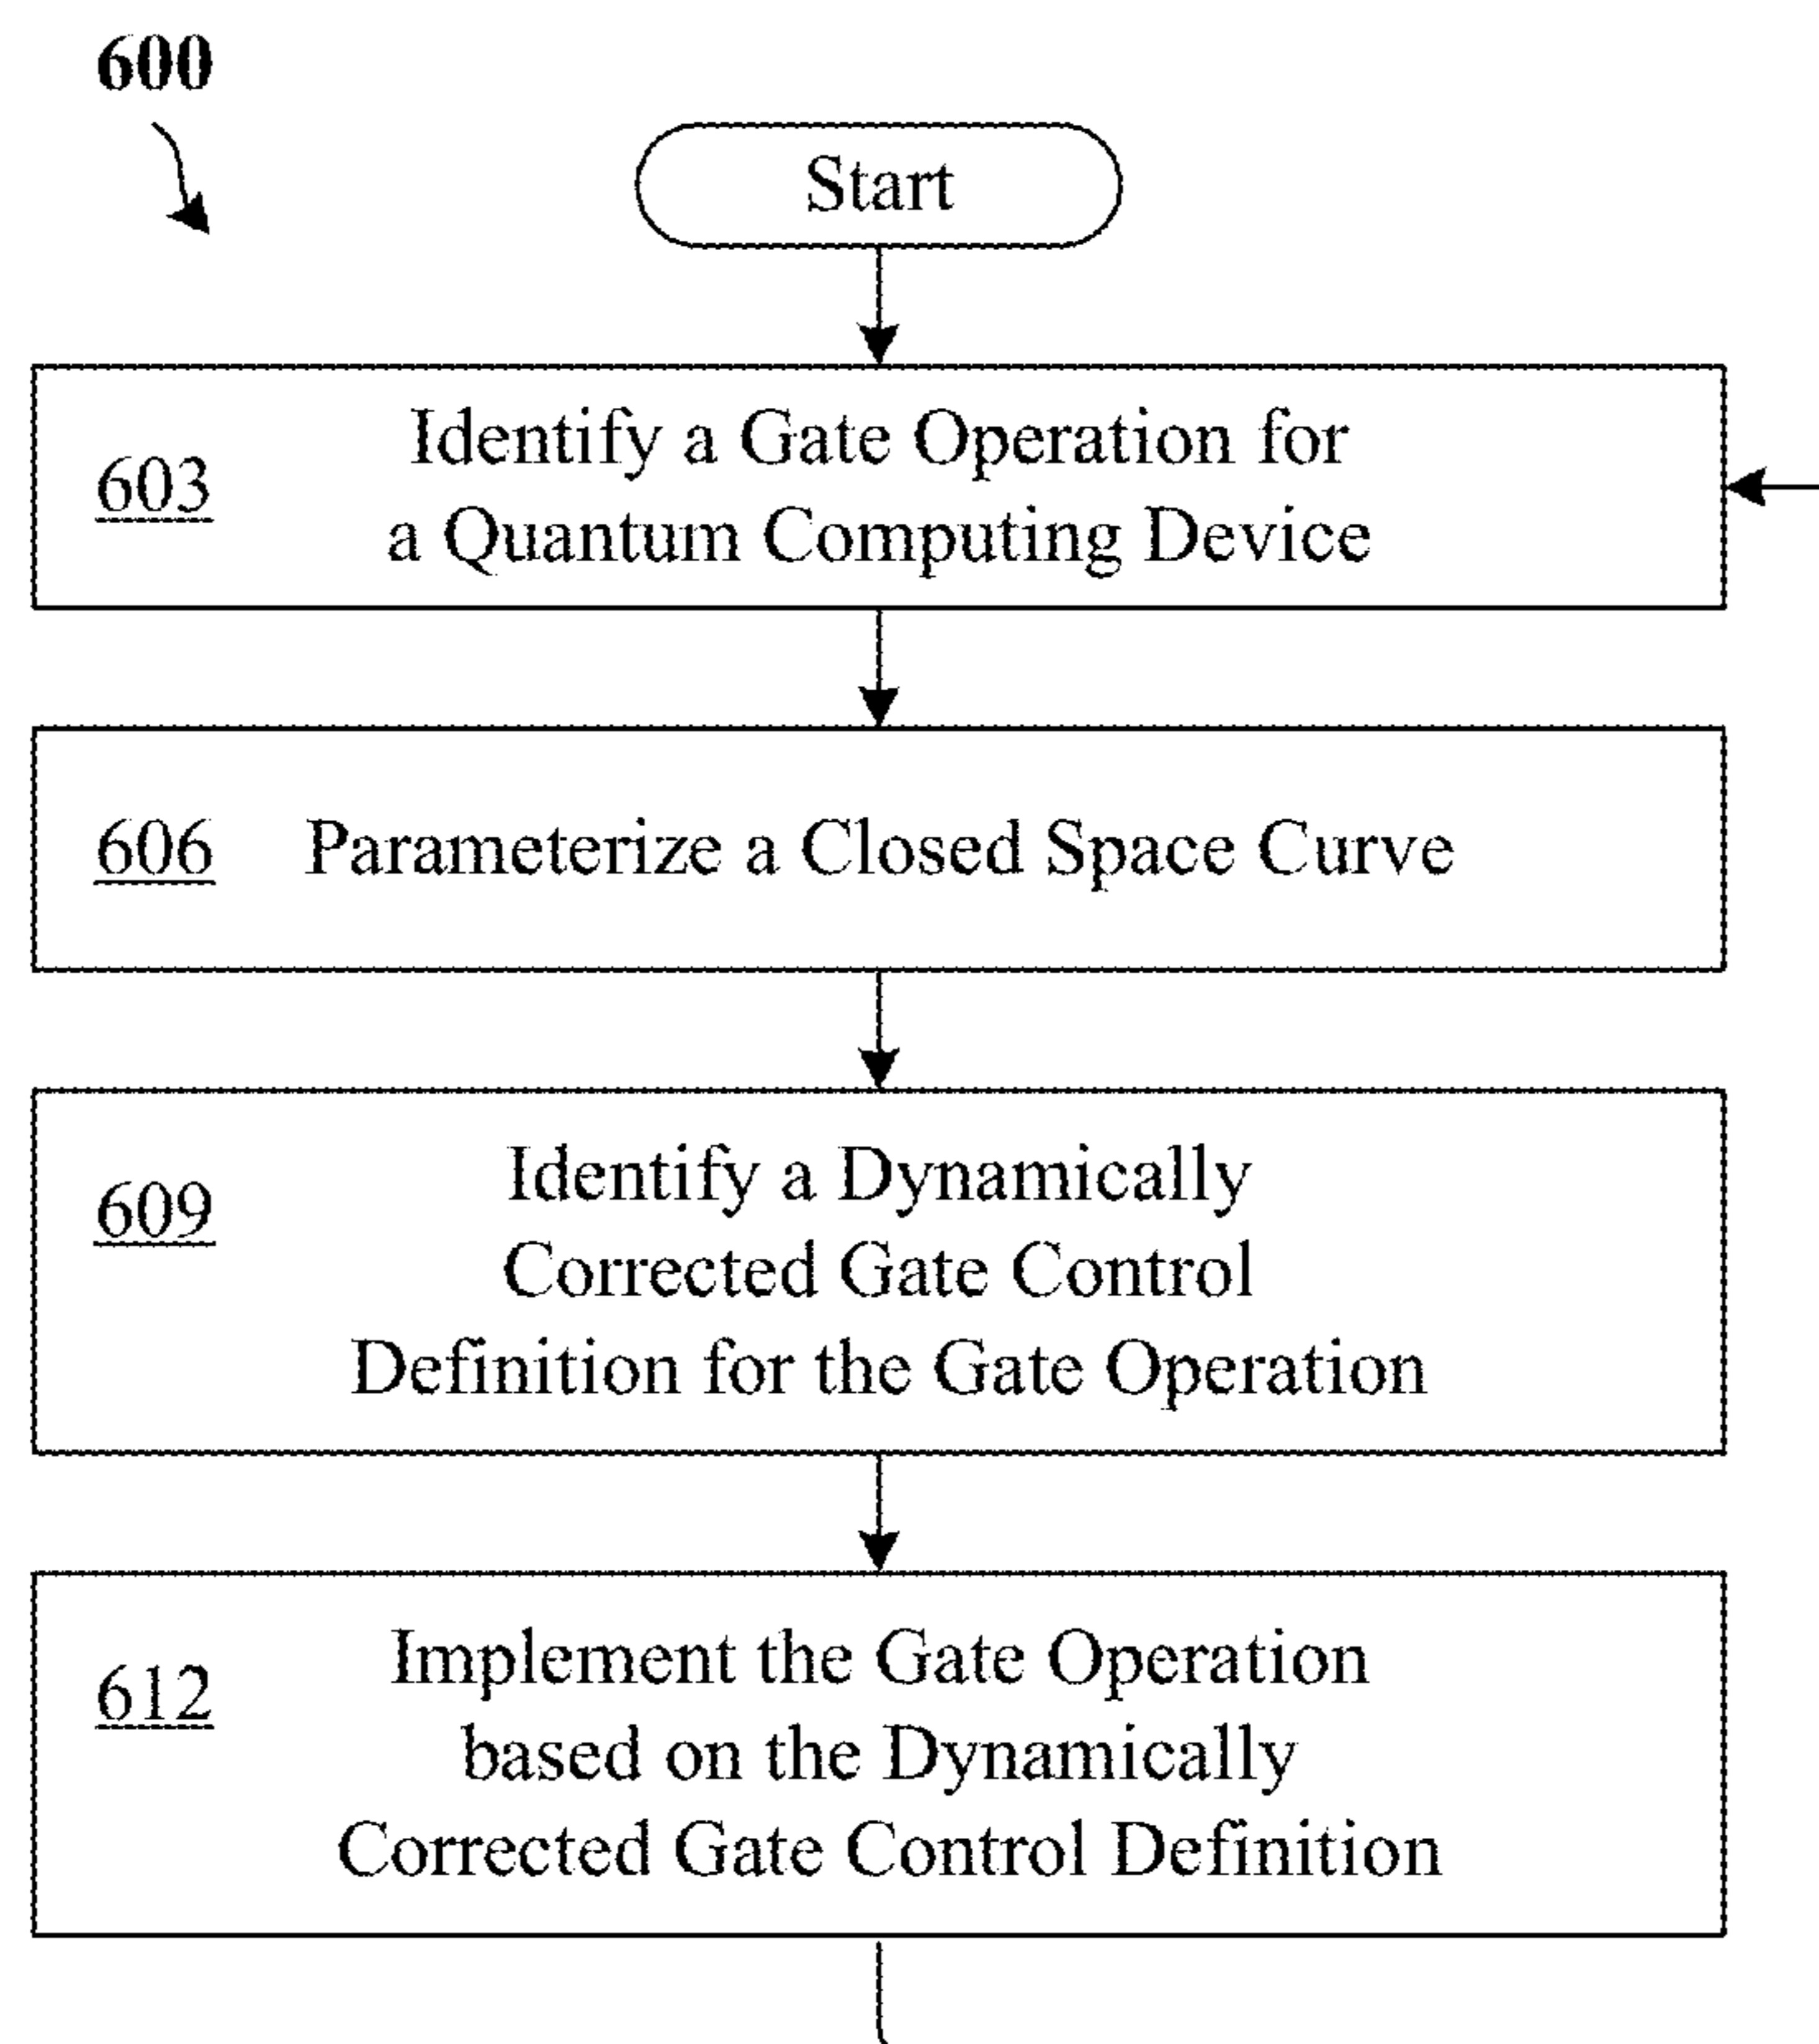 600
Start
603
Identify a Gate Operation for
a Quantum Computing Device
606 Parameterize a Closed Space Curve
609
Identify a Dynamically
Corrected Gate Control
Definition for the Gate Operation
612
Implement the Gate Operation
based on the Dynamically
Corrected Gate Control Definition